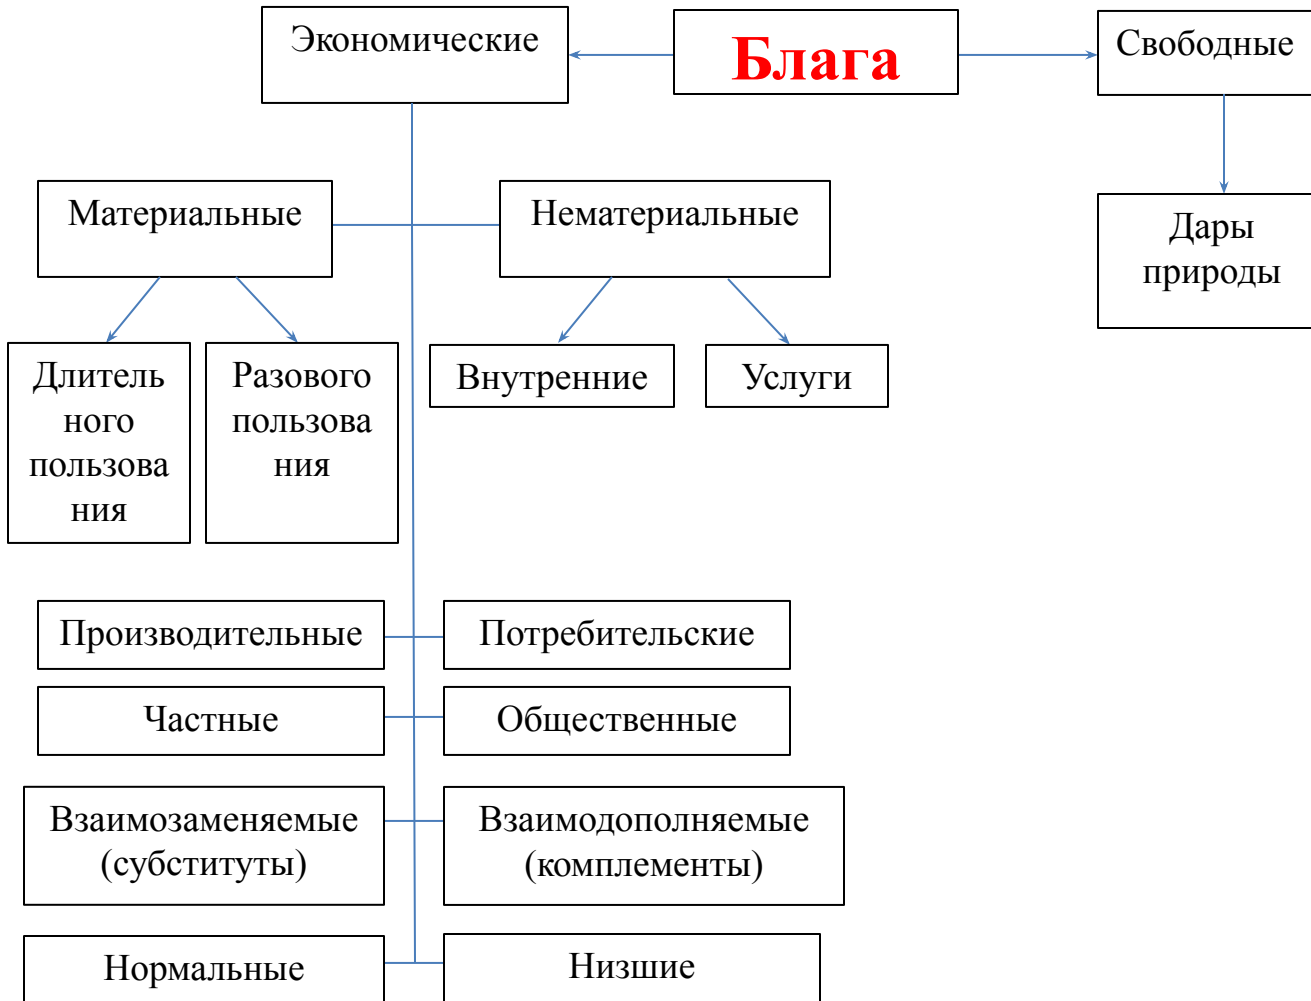 Экономические
Блага
Свободные
Материальные
Нематериальные
Дары
природы
Длитель
ного
пользова
ния
Разового
пользова
ния
Внутренние
Услуги
Производительные
Потребительские
Частные
Общественные
Взаимозаменяемые
(субституты)
Взаимодополняемые
(комплементы)
Нормальные
Низшие